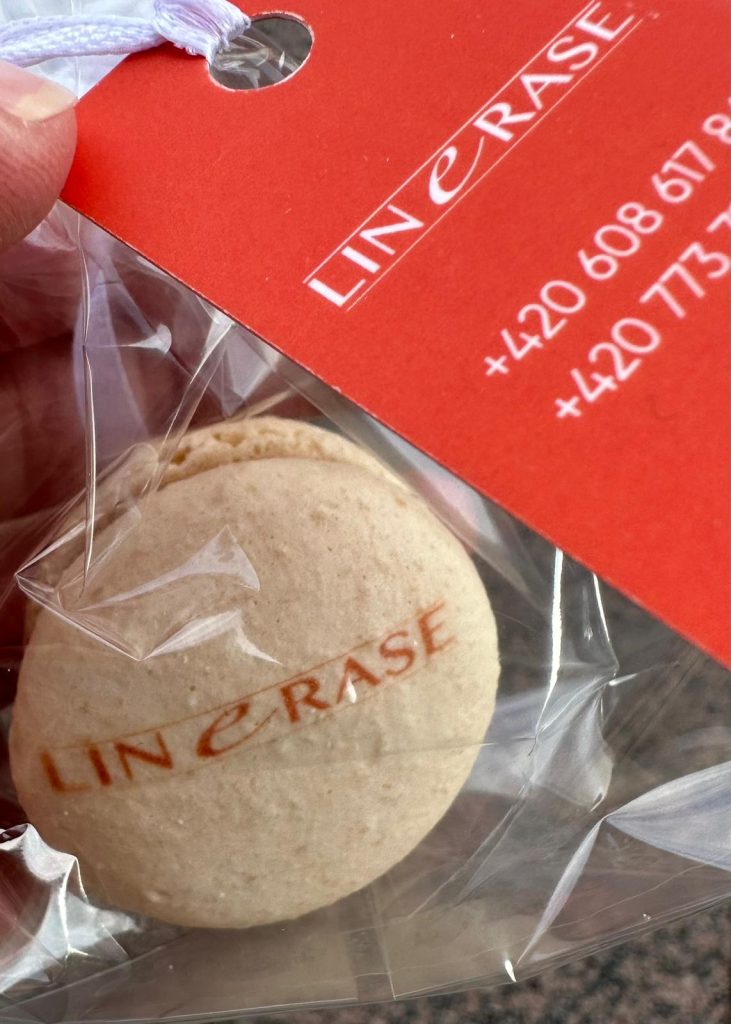 LINeRASE
+420 608 617
+420 773
LINeRASE